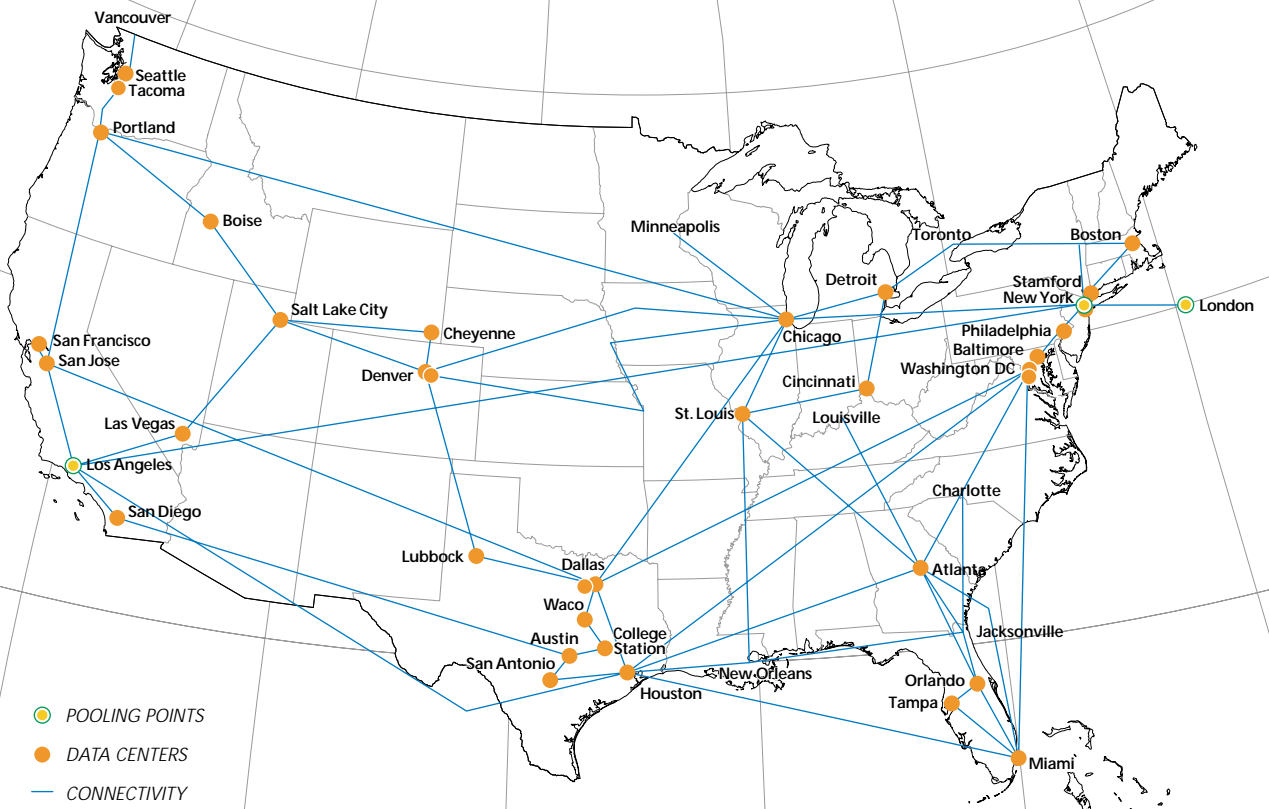 Vancouver
Seattle
Tacoma
Portland
Boise
Minneapolis
Toronto
Boston
Detroit
Stamford
New York
London
Salt Lake City
Cheyenne
Chicago
Philadelphia
San Francisco
San Jose
Baltimore
Denver
Washington DC
Cincinnati
St. Louis
Louisville
Las Vegas
Los Angeles
Charlotte
San Diego
Lubbock
Dallas
Atlanta
Waco
Austin
College
Station
Jacksonville
San Antonio
New Orleans
Houston
Orlando
Tampa
Miami
POOLING POINTS
DATA CENTERS
CONNECTIVITY